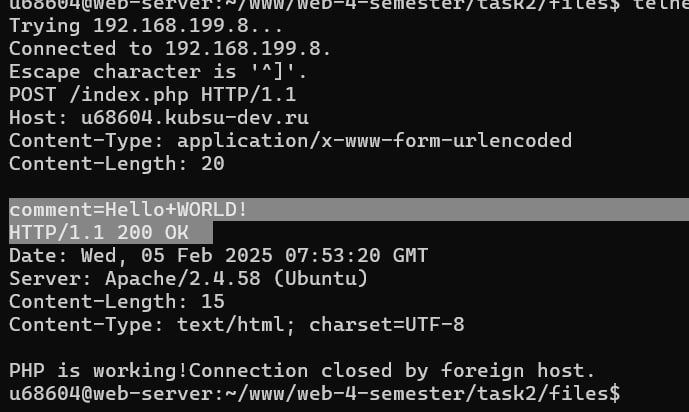 u68604@web-server:~/www/web-4-semester/task2/files$ telne
Trying 192.168.199.8...
Connected to 192.168.199.8.
Escape character is '^]'.
POST /index.php HTTP/1.1
Host: u68604.kubsu-dev.ru
Content-Type: application/x-www-form-urlencoded
Content-Length: 20

comment=Hello+WORLD!
HTTP/1.1 200 OK
Date: Wed, 05 Feb 2025 07:53:20 GMT
Server: Apache/2.4.58 (Ubuntu)
Content-Length: 15
Content-Type: text/html; charset=UTF-8

PHP is working!Connection closed by foreign host.
u68604@web-server:~/www/web-4-semester/task2/files$